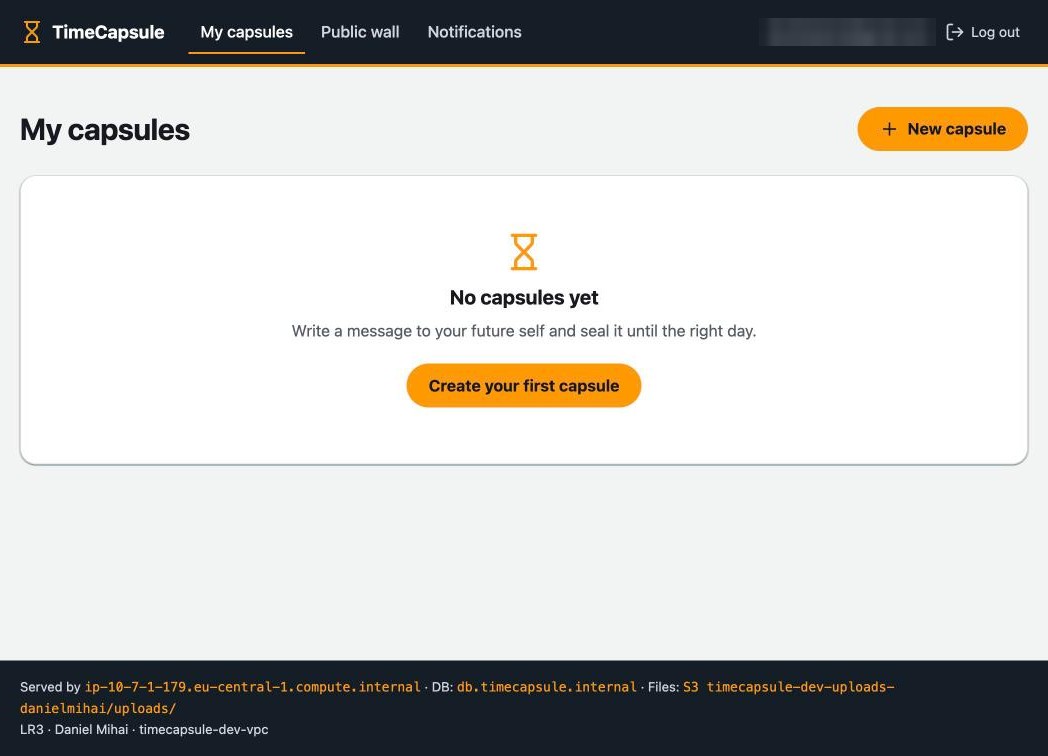 TimeCapsule My capsules Public wall Notifications Log out
My capsules
+ New capsule
No capsules yet
Write a message to your future self and seal it until the right day.
Create your first capsule
Served by ip-10-7-1-179.eu-central-1.compute.internal · DB: db.timecapsule.internal · Files: S3 timecapsule-dev-uploads-
danielmihai/uploads/
LR3 · Daniel Mihai · timecapsule-dev-vpc